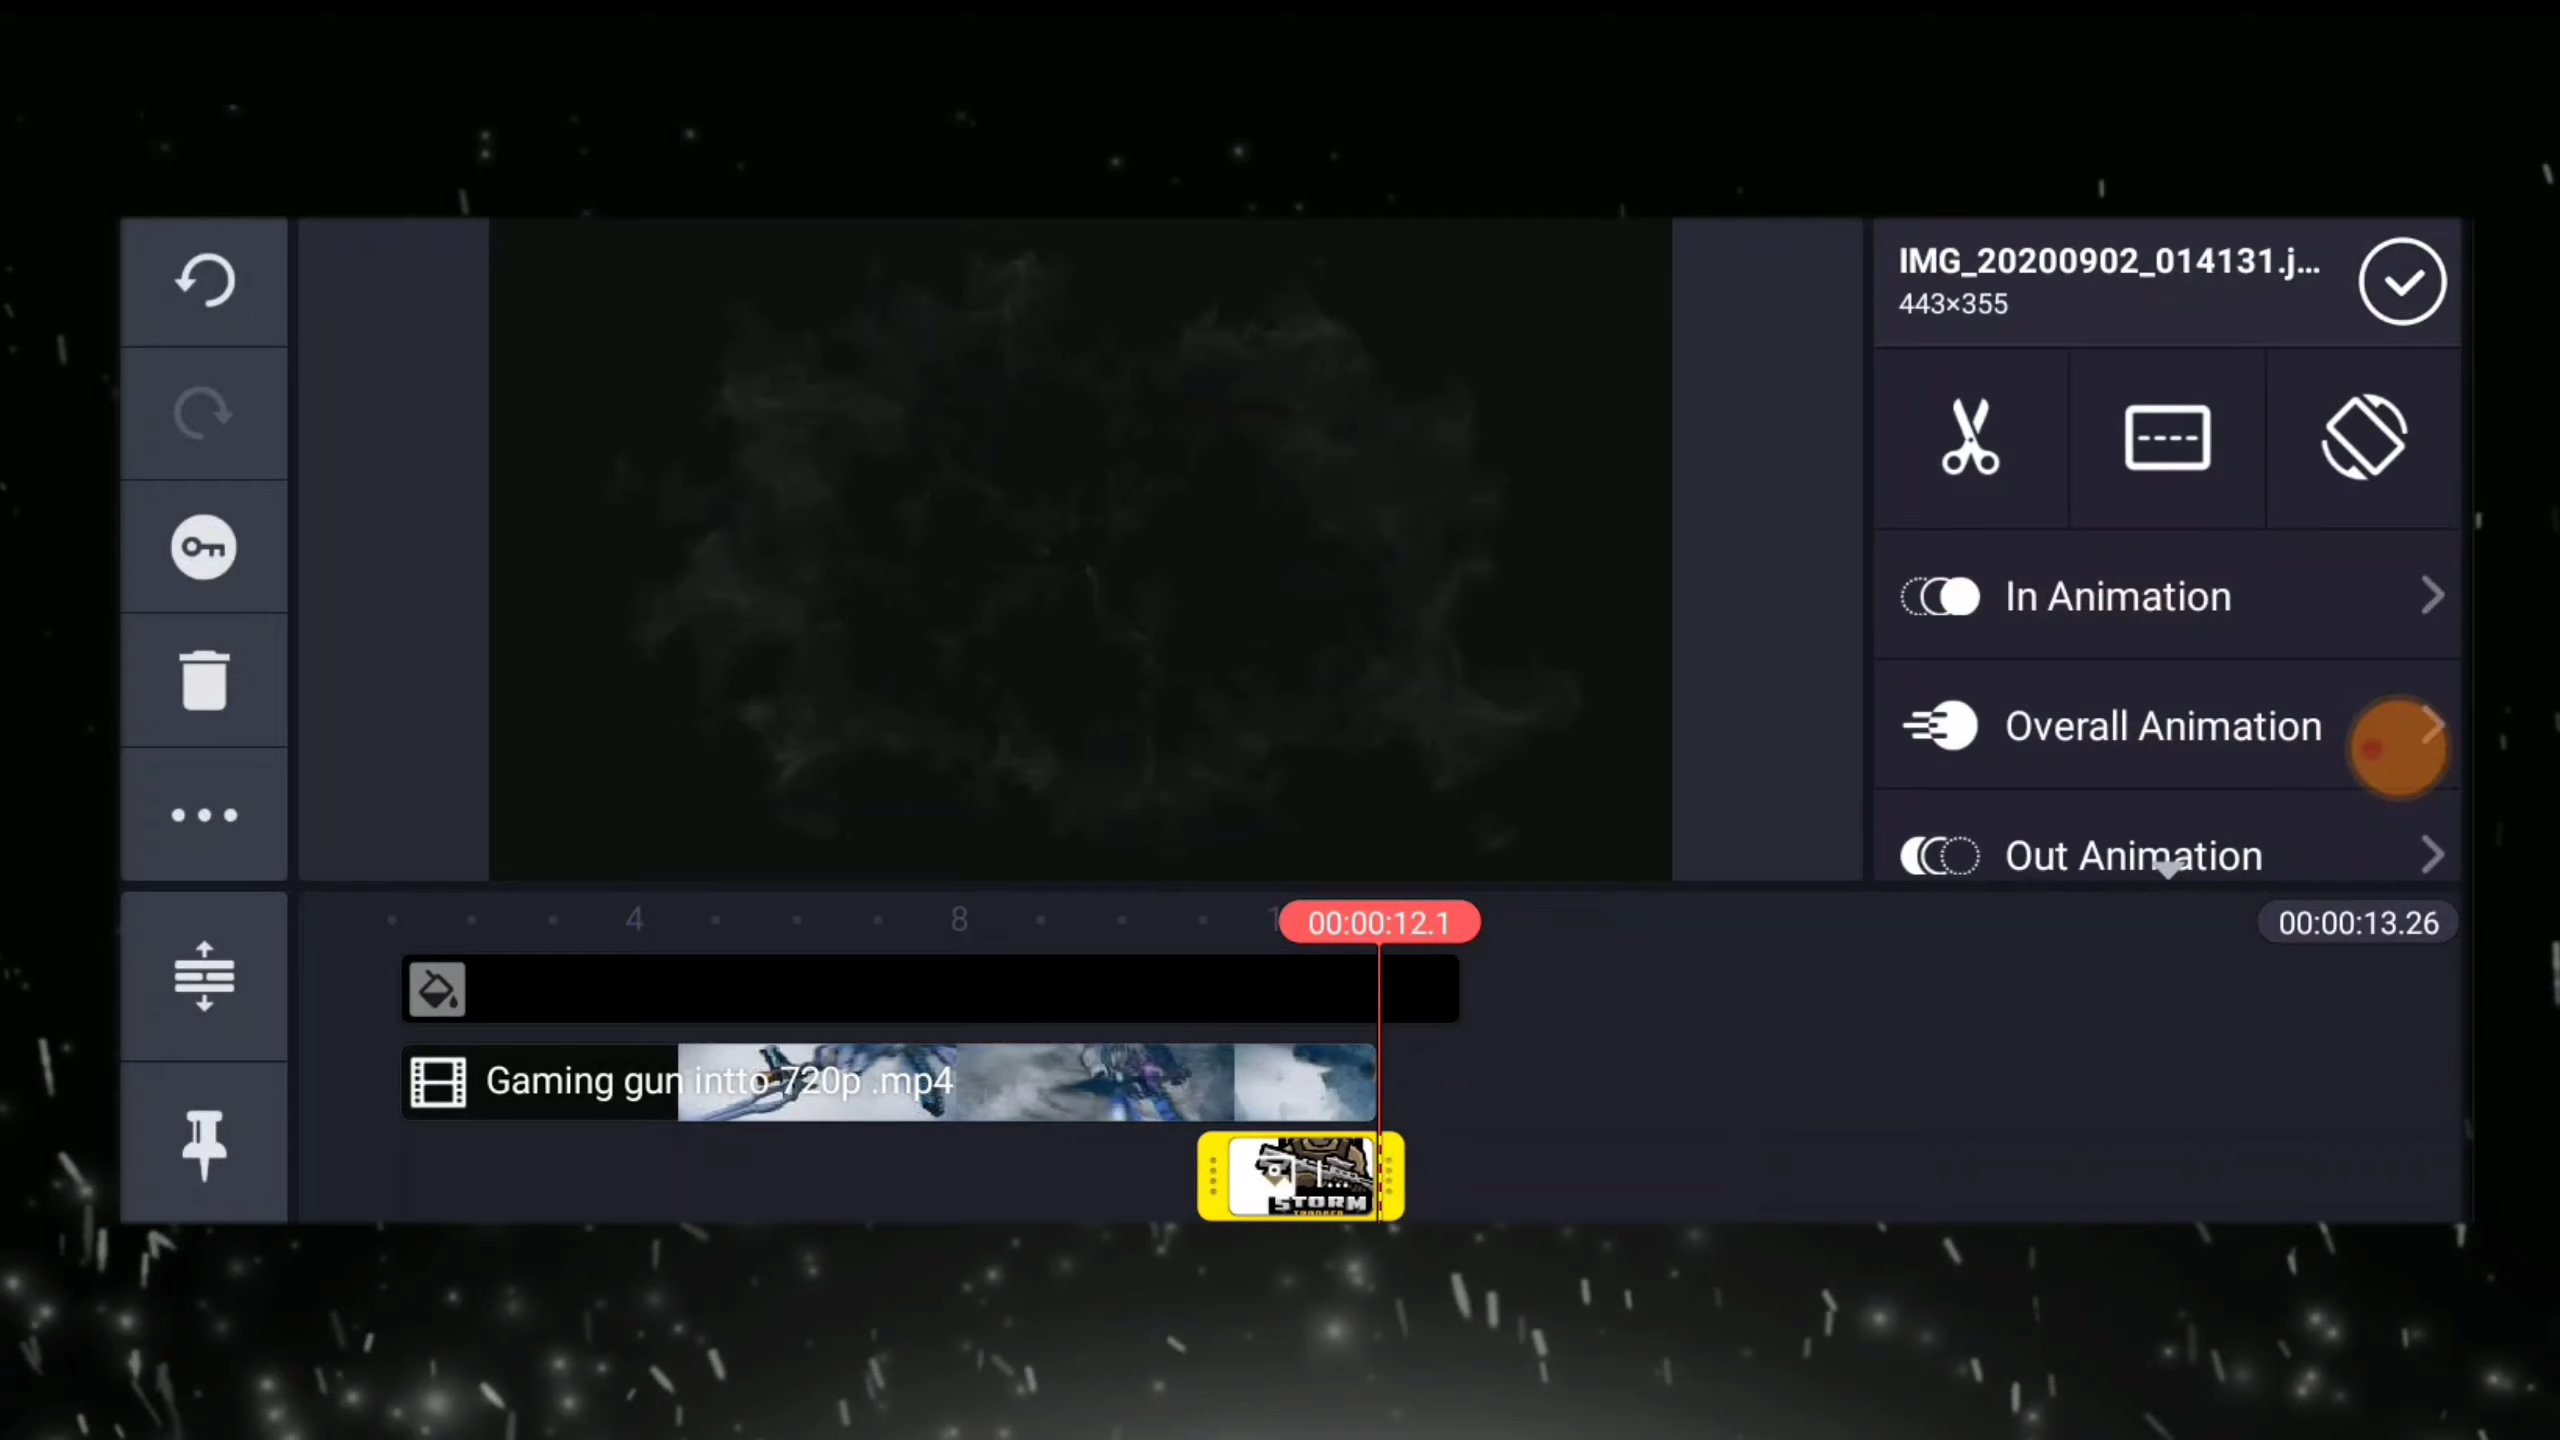 IMG_20200902_014131.j...
443×355
In Animation
Overall Animation
Out Animation
4
8
00:00:12.1
00:00:13.26
Gaming gun intto 720p .mp4
STORM
TROOPER